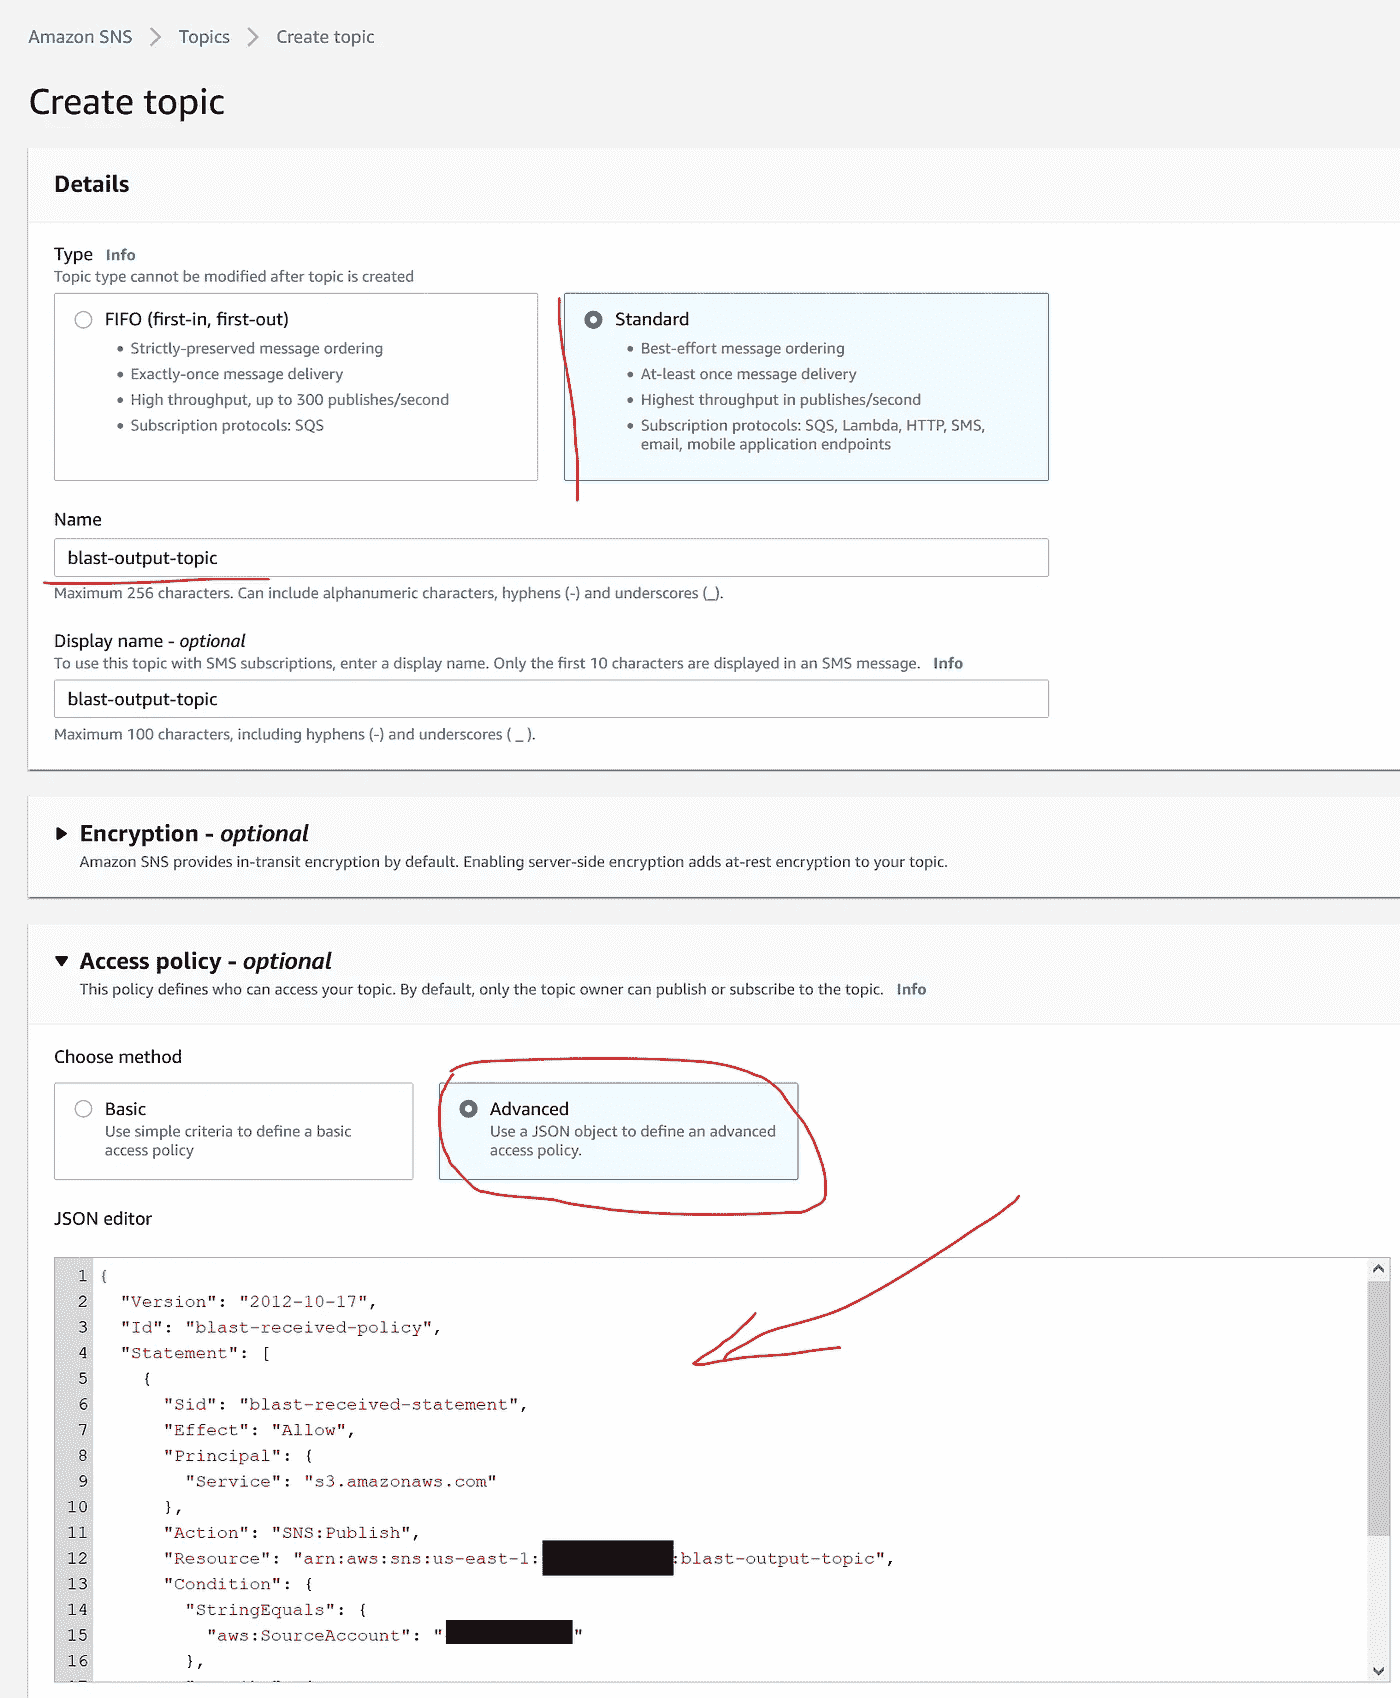 Amazon SNS > Topics > Create topic
Create topic
Details
Type Info
Topic type cannot be modified after topic is created
FIFO (first-in, first-out)
• Strictly-preserved message ordering
• Exactly-once message delivery
• High throughput, up to 300 publishes/second
• Subscription protocols: SQS
Standard
• Best-effort message ordering
• At-least once message delivery
• Highest throughput in publishes/second
• Subscription protocols: SQS, Lambda, HTTP, SMS,
email, mobile application endpoints
Name
blast-output-topic
Maximum 256 characters. Can include alphanumeric characters, hyphens (-) and underscores (_).
Display name - optional
To use this topic with SMS subscriptions, enter a display name. Only the first 10 characters are displayed in an SMS message. Info
blast-output-topic
Maximum 100 characters, including hyphens (-) and underscores ( _ ).
Encryption - optional
Amazon SNS provides in-transit encryption by default. Enabling server-side encryption adds at-rest encryption to your topic.
Access policy - optional
This policy defines who can access your topic. By default, only the topic owner can publish or subscribe to the topic. Info
Choose method
Basic
Use simple criteria to define a basic
access policy
Advanced
Use a JSON object to define an advanced
access policy.
JSON editor
1 {
2 "Version": "2012-10-17",
3 "Id": "blast-received-policy",
4 "Statement": [
5 {
6 "Sid": "blast-received-statement",
7 "Effect": "Allow",
8 "Principal": {
9 "Service": "s3.amazonaws.com"
10 },
11 "Action": "SNS:Publish",
12 "Resource": "arn:aws:sns:us-east-1: :blast-output-topic",
13 "Condition": {
14 "StringEquals": {
15 "aws:SourceAccount": " "
16 },